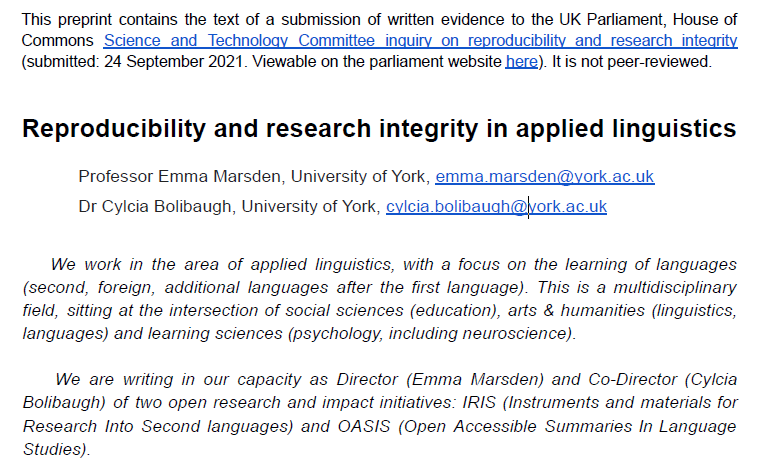 This preprint contains the text of a submission of written evidence to the UK Parliament, House of
Commons Science and Technology Committee inquiry on reproducibility and research integrity
(submitted: 24 September 2021. Viewable on the parliament website here). It is not peer-reviewed.
Reproducibility and research integrity in applied linguistics
Professor Emma Marsden, University of York, emma.marsden@york.ac.uk
Dr Cylcia Bolibaugh, University of York, cylcia.bolibaugh@york.ac.uk
We work in the area of applied linguistics, with a focus on the learning of languages
(second, foreign, additional languages after the first language). This is a multidisciplinary
field, sitting at the intersection of social sciences (education), arts & humanities (linguistics,
languages) and learning sciences (psychology, including neuroscience).
We are writing in our capacity as Director (Emma Marsden) and Co-Director (Cylcia
Bolibaugh) of two open research and impact initiatives: IRIS (Instruments and materials for
Research Into Second languages) and OASIS (Open Accessible Summaries In Language
Studies).